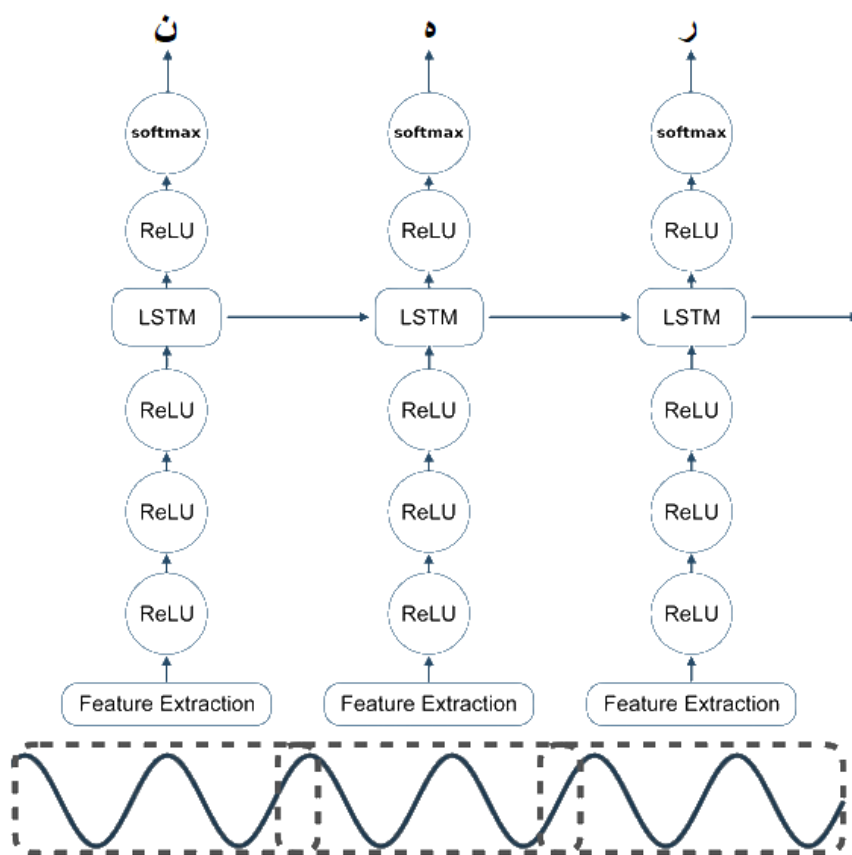 ن ه ر
softmax softmax softmax
ReLU ReLU ReLU
LSTM LSTM LSTM
ReLU ReLU ReLU
ReLU ReLU ReLU
ReLU ReLU ReLU
Feature Extraction Feature Extraction Feature Extraction